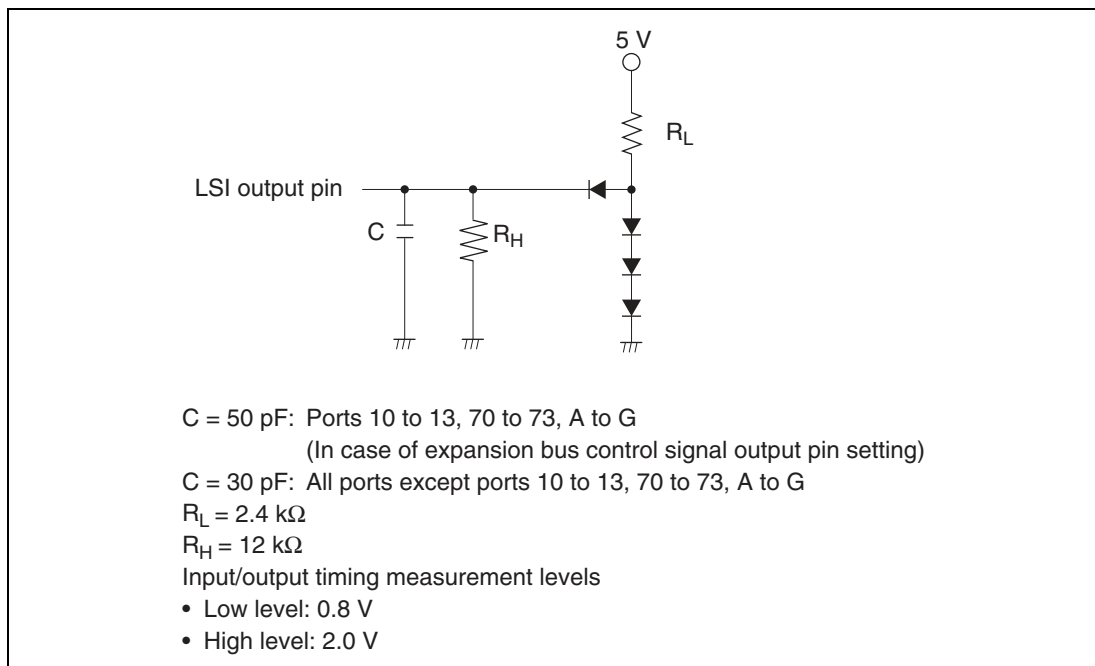 5 V
R_L
LSI output pin
C
R_H
C = 50 pF: Ports 10 to 13, 70 to 73, A to G
(In case of expansion bus control signal output pin setting)
C = 30 pF: All ports except ports 10 to 13, 70 to 73, A to G
R_L = 2.4 kΩ
R_H = 12 kΩ
Input/output timing measurement levels
• Low level: 0.8 V
• High level: 2.0 V